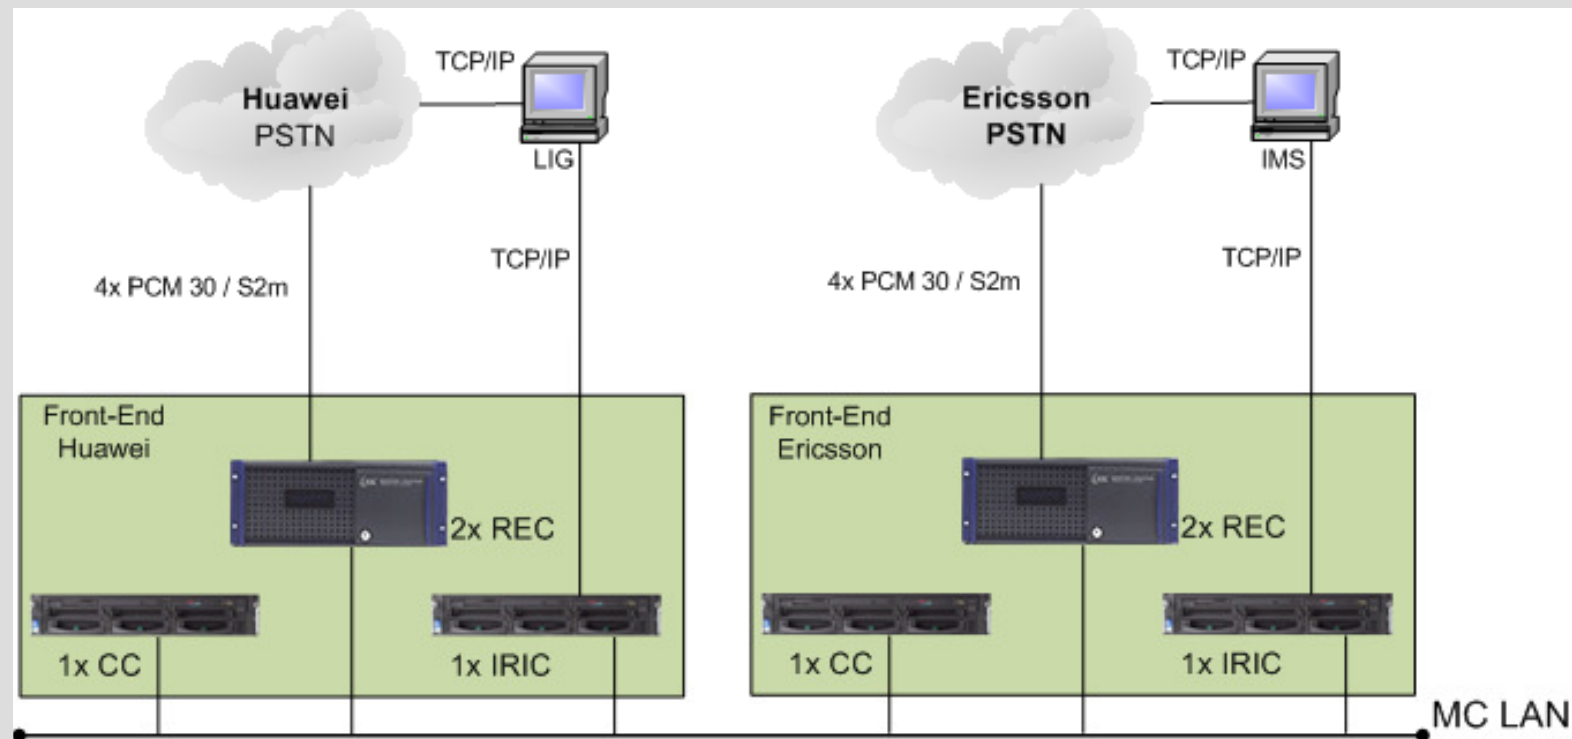 TCP/IP
Huawei
PSTN
LIG
TCP/IP
4x PCM 30 / S2m
Front-End
Huawei
2x REC
1x CC
1x IRIC
TCP/IP
Ericsson
PSTN
IMS
TCP/IP
4x PCM 30 / S2m
Front-End
Ericsson
2x REC
1x CC
1x IRIC
MC LAN